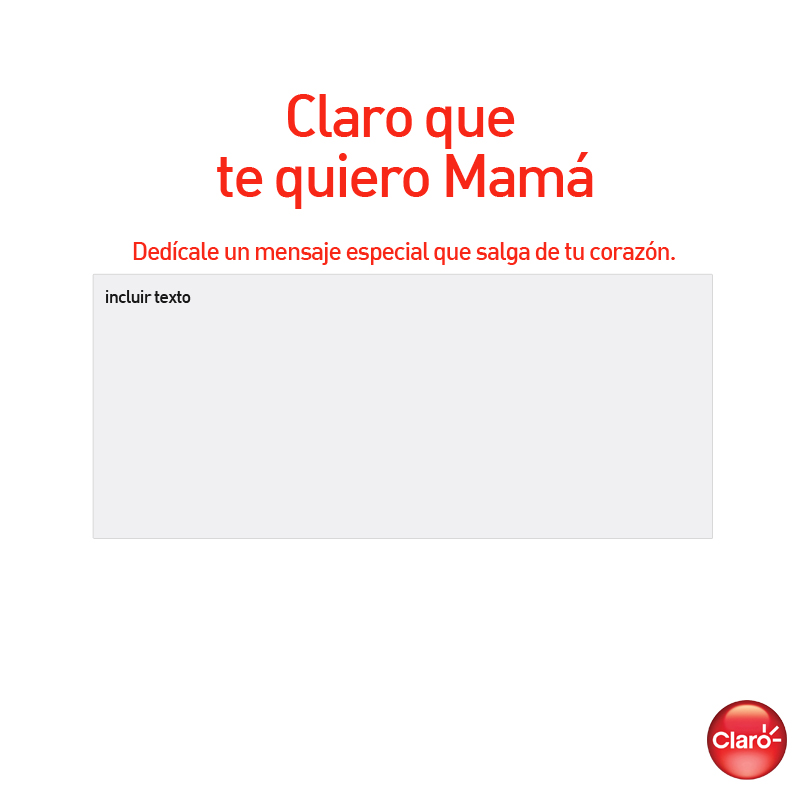 Claro que
te quiero Mamá
Dedícale un mensaje especial que salga de tu corazón.
incluir texto
Claro